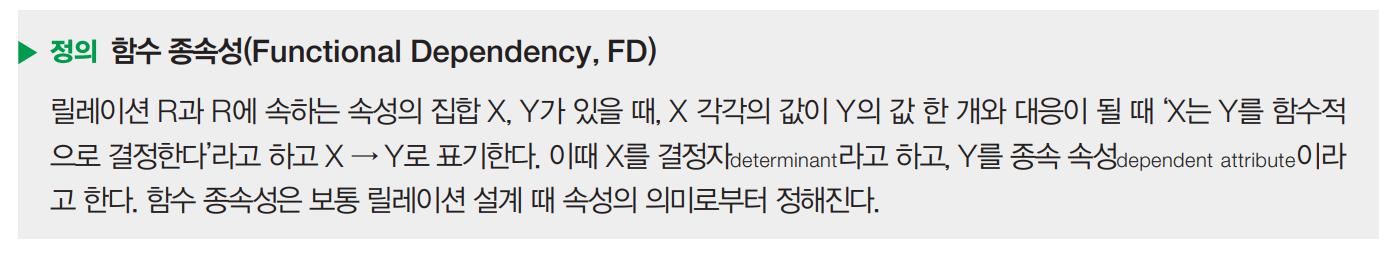 ▶ 정의 함수 종속성(Functional Dependency, FD)
릴레이션 R과 R에 속하는 속성의 집합 X, Y가 있을 때, X 각각의 값이 Y의 값 한 개와 대응이 될 때 ‘X는 Y를 함수적
으로 결정한다’라고 하고 X → Y로 표기한다. 이때 X를 결정자determinant라고 하고, Y를 종속 속성dependent attribute이라
고 한다. 함수 종속성은 보통 릴레이션 설계 때 속성의 의미로부터 정해진다.